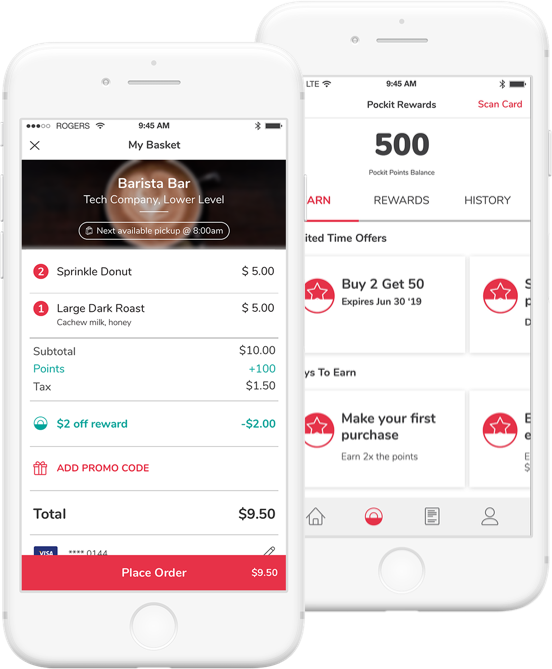 ●●●○○ ROGERS 9:45 AM
My Basket
Barista Bar
Tech Company, Lower Level
Next available pickup @ 8:00am
2 Sprinkle Donut $ 5.00
1 Large Dark Roast $ 5.00
Cachew milk, honey
Subtotal $10.00
Points +100
Tax $1.50
$2 off reward -$2.00
ADD PROMO CODE
Total $9.50
VISA **** 0144
Place Order $9.50
LTE 9:45 AM
Pockit Rewards Scan Card
500
Pockit Points Balance
ARN REWARDS HISTORY
ited Time Offers
Buy 2 Get 50
Expires Jun 30 '19
S
p
D
ys To Earn
Make your first
purchase
Earn 2x the points
E
e
E
$